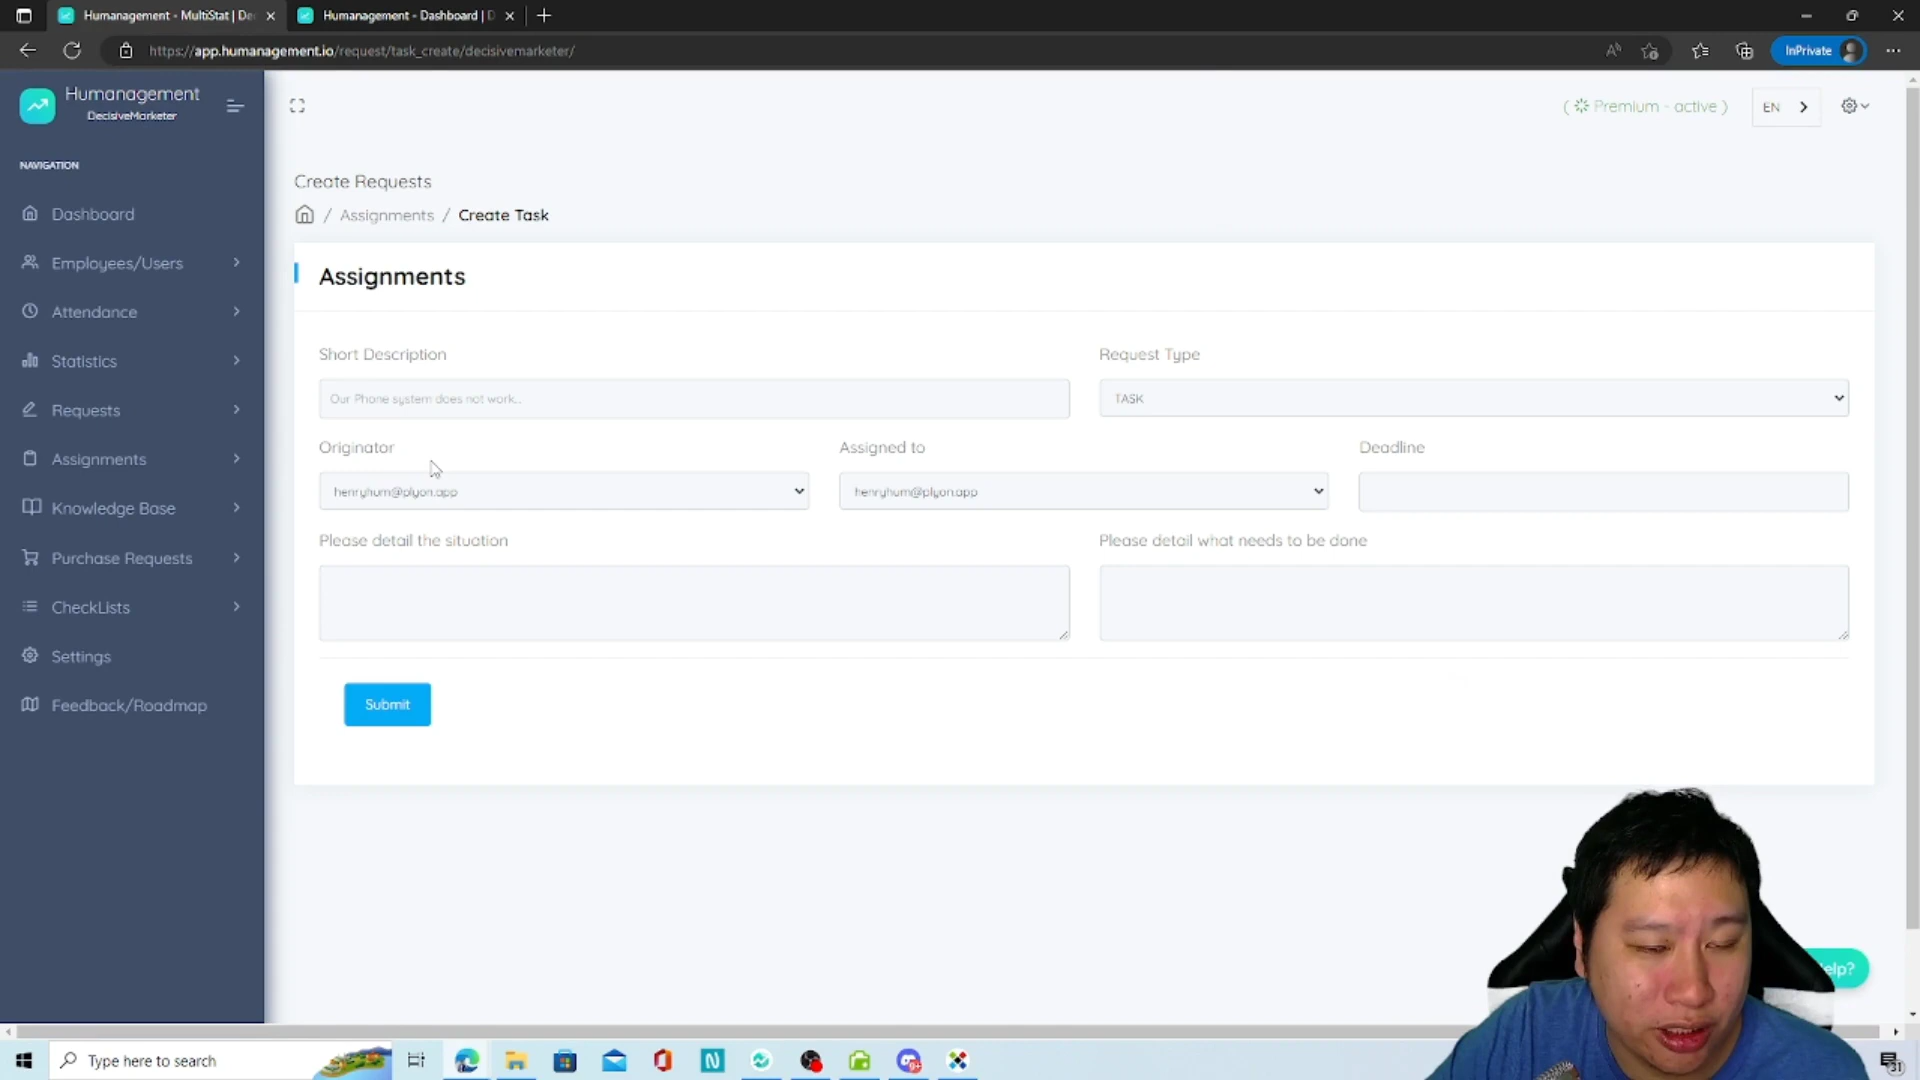 Humanagement - MultiStat | De
Humanagement - Dashboard | D
https://app.humanagement.io/request/task_create/decisivemarketer/
InPrivate
Humanagement
DecisiveMarketer
( Premium - active )
EN
NAVIGATION
Dashboard
Employees/Users
Attendance
Statistics
Requests
Assignments
Knowledge Base
Purchase Requests
CheckLists
Settings
Feedback/Roadmap
Create Requests
/ Assignments / Create Task
Assignments
Short Description
Request Type
Our Phone system does not work..
TASK
Originator
Assigned to
Deadline
henryhum@plyon.app
henryhum@plyon.app
Please detail the situation
Please detail what needs to be done
Submit
elp?
Type here to search
31